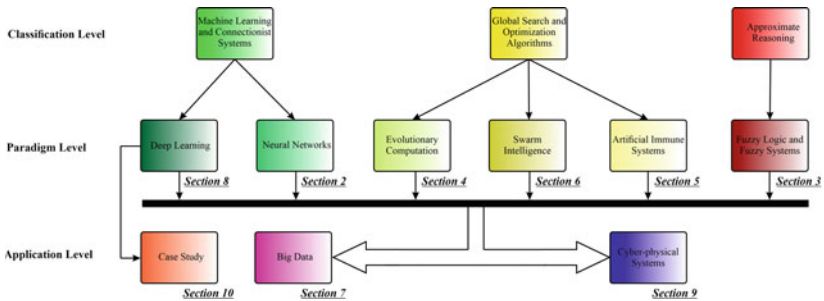 Classification Level
Machine Learning
and Connectionist
Systems
Global Search and
Optimization
Algorithms
Approximate
Reasoning
Paradigm Level
Deep Learning
Neural Networks
Evolutionary
Computation
Swarm
Intelligence
Artificial Immune
Systems
Fuzzy Logic and
Fuzzy Systems
Section 8
Section 2
Section 4
Section 6
Section 5
Section 3
Application Level
Case Study
Big Data
Cyber-physical
Systems
Section 10
Section 7
Section 9